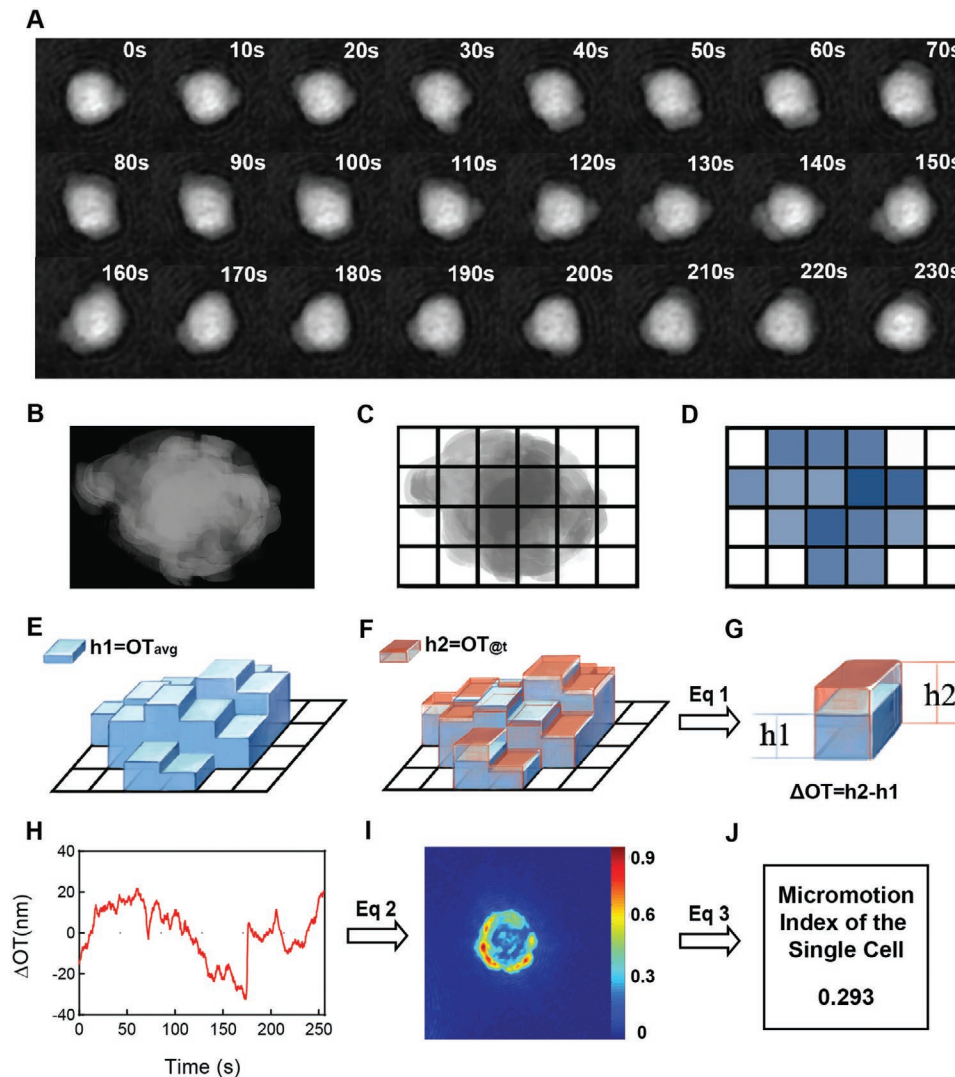 A
0s 10s 20s 30s 40s 50s 60s 70s
80s 90s 100s 110s 120s 130s 140s 150s
160s 170s 180s 190s 200s 210s 220s 230s
B C D
E h1=OTavg F h2=OT@t G
Eq 1
h1 h2
ΔOT=h2-h1
H I J
40
20
0
-20
-40
ΔOT(nm)
0 50 100 150 200 250
Time (s)
Eq 2
0.9
0.6
0.3
0
Eq 3
Micromotion
Index of the
Single Cell
0.293